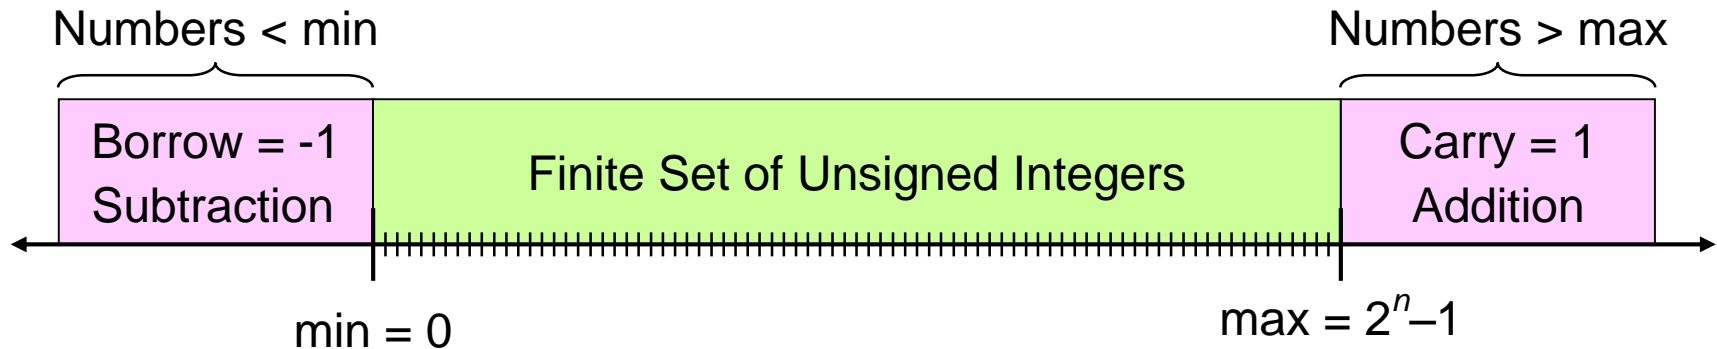 Numbers < min
Numbers > max
Borrow = -1
Subtraction
Finite Set of Unsigned Integers
Carry = 1
Addition
min = 0
max = 2ⁿ–1